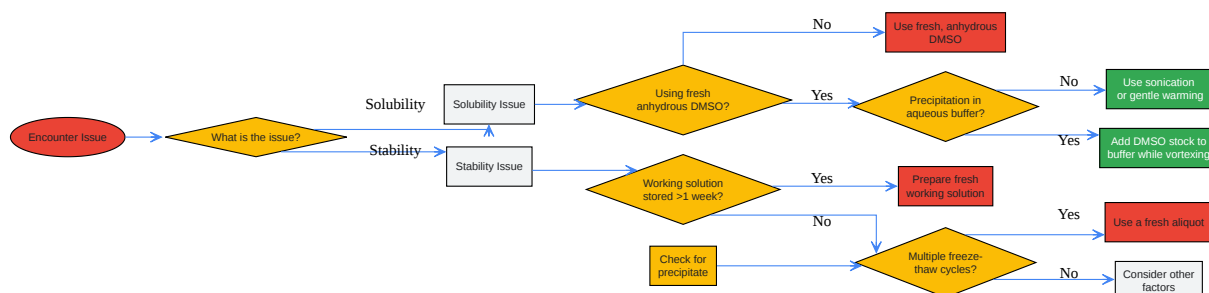 Encounter Issue
What is the issue?
Solubility
Stability
Solubility Issue
Stability Issue
Using fresh
anhydrous DMSO?
No
Use fresh, anhydrous
DMSO
Yes
Precipitation in
aqueous buffer?
No
Use sonication
or gentle warming
Yes
Add DMSO stock to
buffer while vortexing
Working solution
stored >1 week?
Yes
Prepare fresh
working solution
No
Check for
precipitate
Multiple freeze-
thaw cycles?
Yes
Use a fresh aliquot
No
Consider other
factors